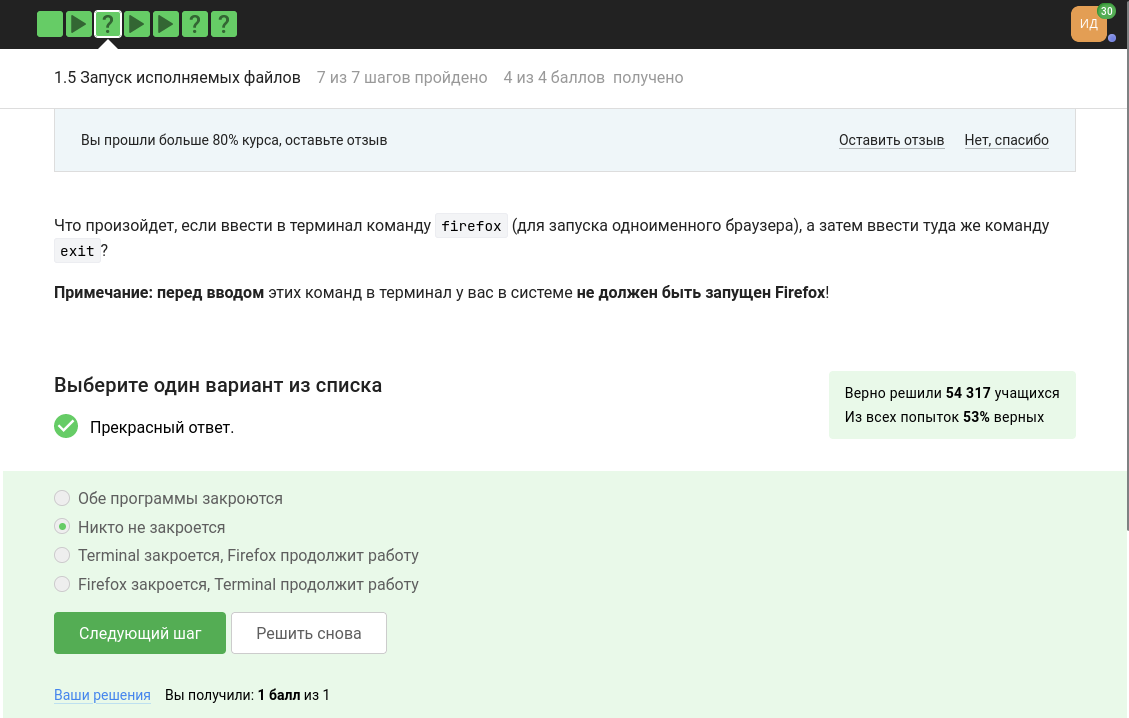 ? ? ?
ИД 30
1.5 Запуск исполняемых файлов 7 из 7 шагов пройдено 4 из 4 баллов получено
Вы прошли больше 80% курса, оставьте отзыв Оставить отзыв Нет, спасибо
Что произойдет, если ввести в терминал команду firefox (для запуска одноименного браузера), а затем ввести туда же команду
exit ?
Примечание: перед вводом этих команд в терминал у вас в системе не должен быть запущен Firefox!
Выберите один вариант из списка
Прекрасный ответ.
Верно решили 54 317 учащихся
Из всех попыток 53% верных
Обе программы закроются
Никто не закроется
Terminal закроется, Firefox продолжит работу
Firefox закроется, Terminal продолжит работу
Следующий шаг Решить снова
Ваши решения Вы получили: 1 балл из 1